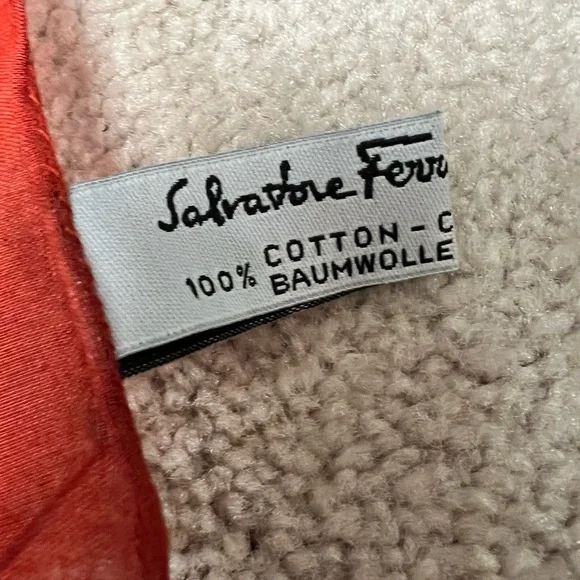 Salvatore Ferr
100% COTTON - C
BAUMWOLLE